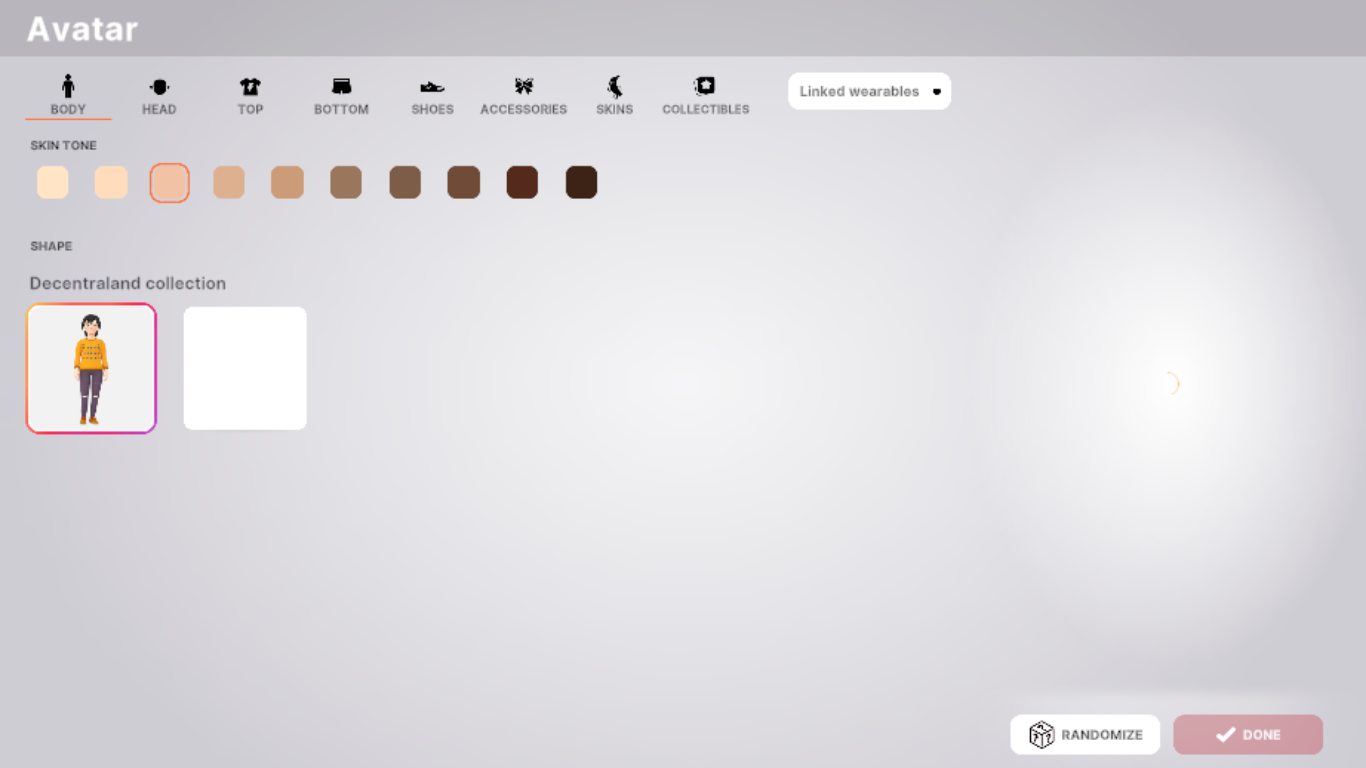 Avatar
BODY HEAD TOP BOTTOM SHOES ACCESSORIES SKINS COLLECTIBLES Linked wearables
SKIN TONE
SHAPE
Decentraland collection
RANDOMIZE DONE